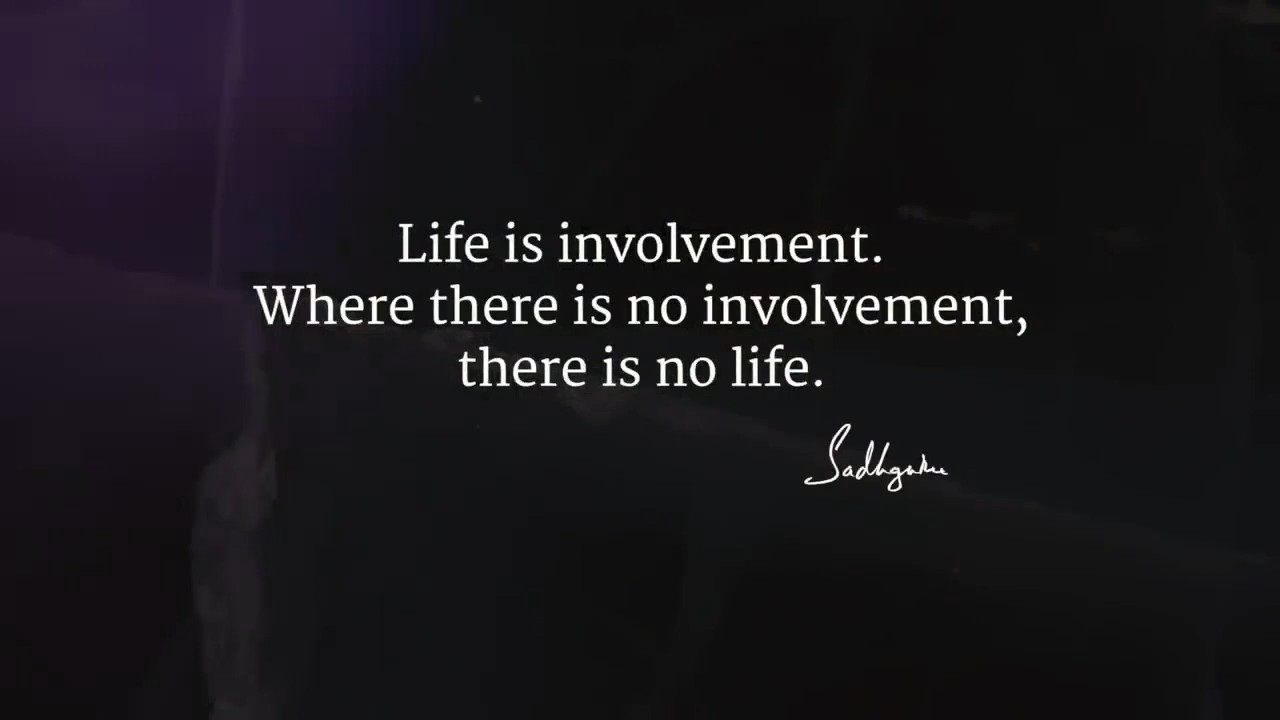 Life is involvement.
Where there is no involvement,
there is no life.
Sadhguru